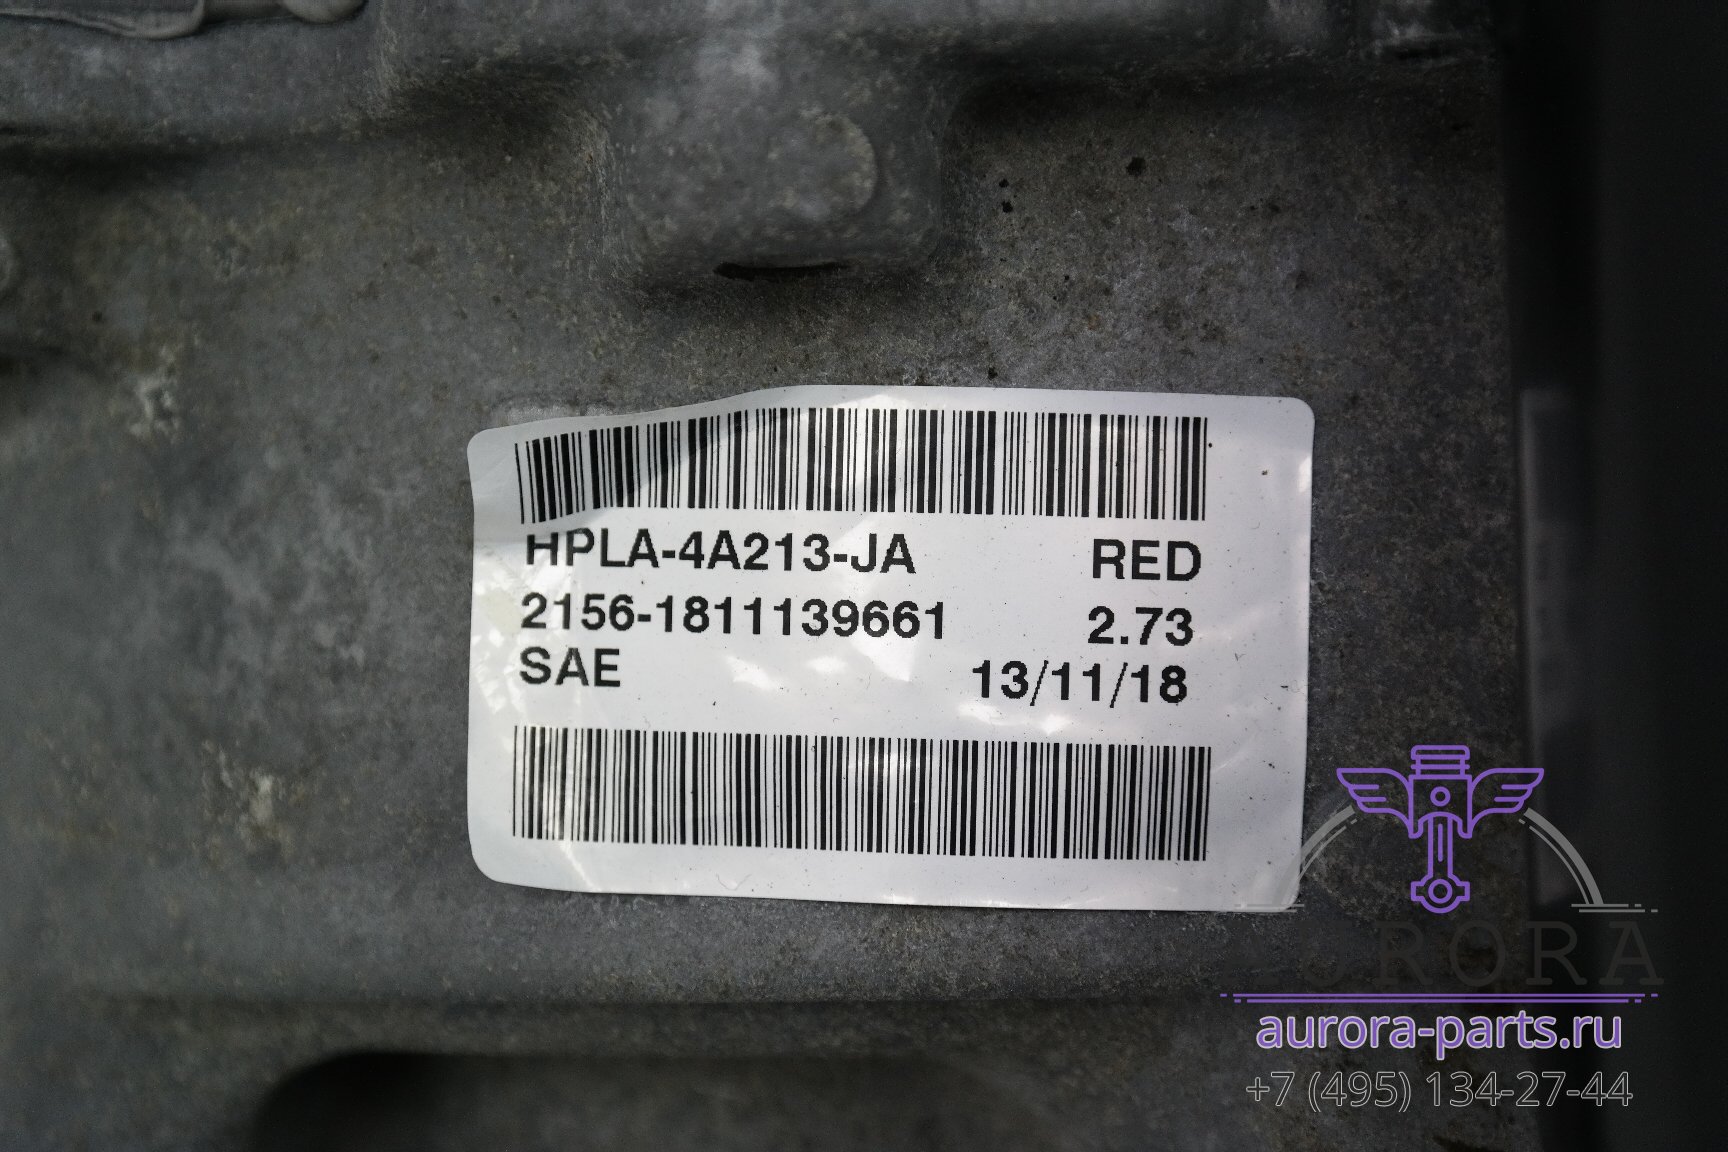 HPLA-4A213-JA RED
2156-1811139661 2.73
SAE 13/11/18
AURORA
aurora-parts.ru
+7 (495) 134-27-44